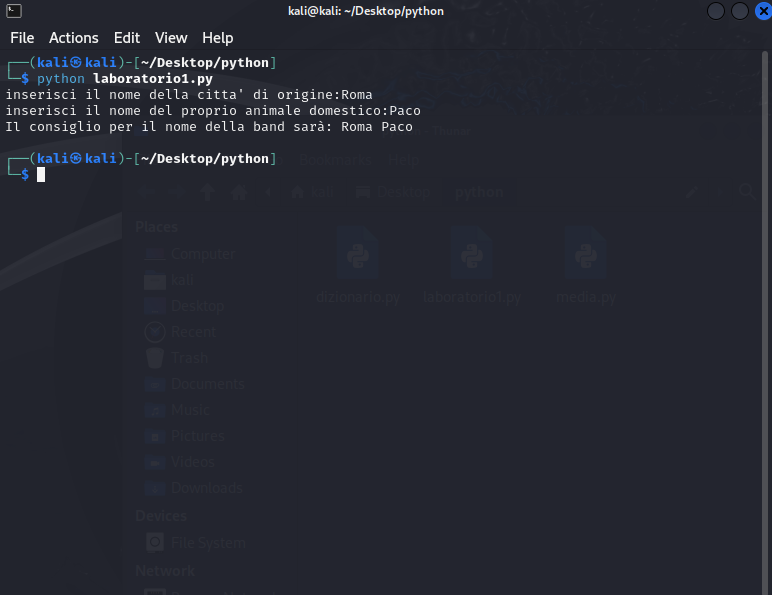 kali@kali: ~/Desktop/python
File Actions Edit View Help
(kali㉿kali)-[~/Desktop/python]
$ python laboratorio1.py
inserisci il nome della citta' di origine:Roma
inserisci il nome del proprio animale domestico:Paco
Il consiglio per il nome della band sarà: Roma Paco
(kali㉿kali)-[~/Desktop/python]
$
Bookmarks Help
kali Desktop python
Places
Computer
kali
Desktop
Recent
Trash
Documents
Music
Pictures
Videos
Downloads
Devices
File System
Network
dizionario.py laboratorio1.py media.py